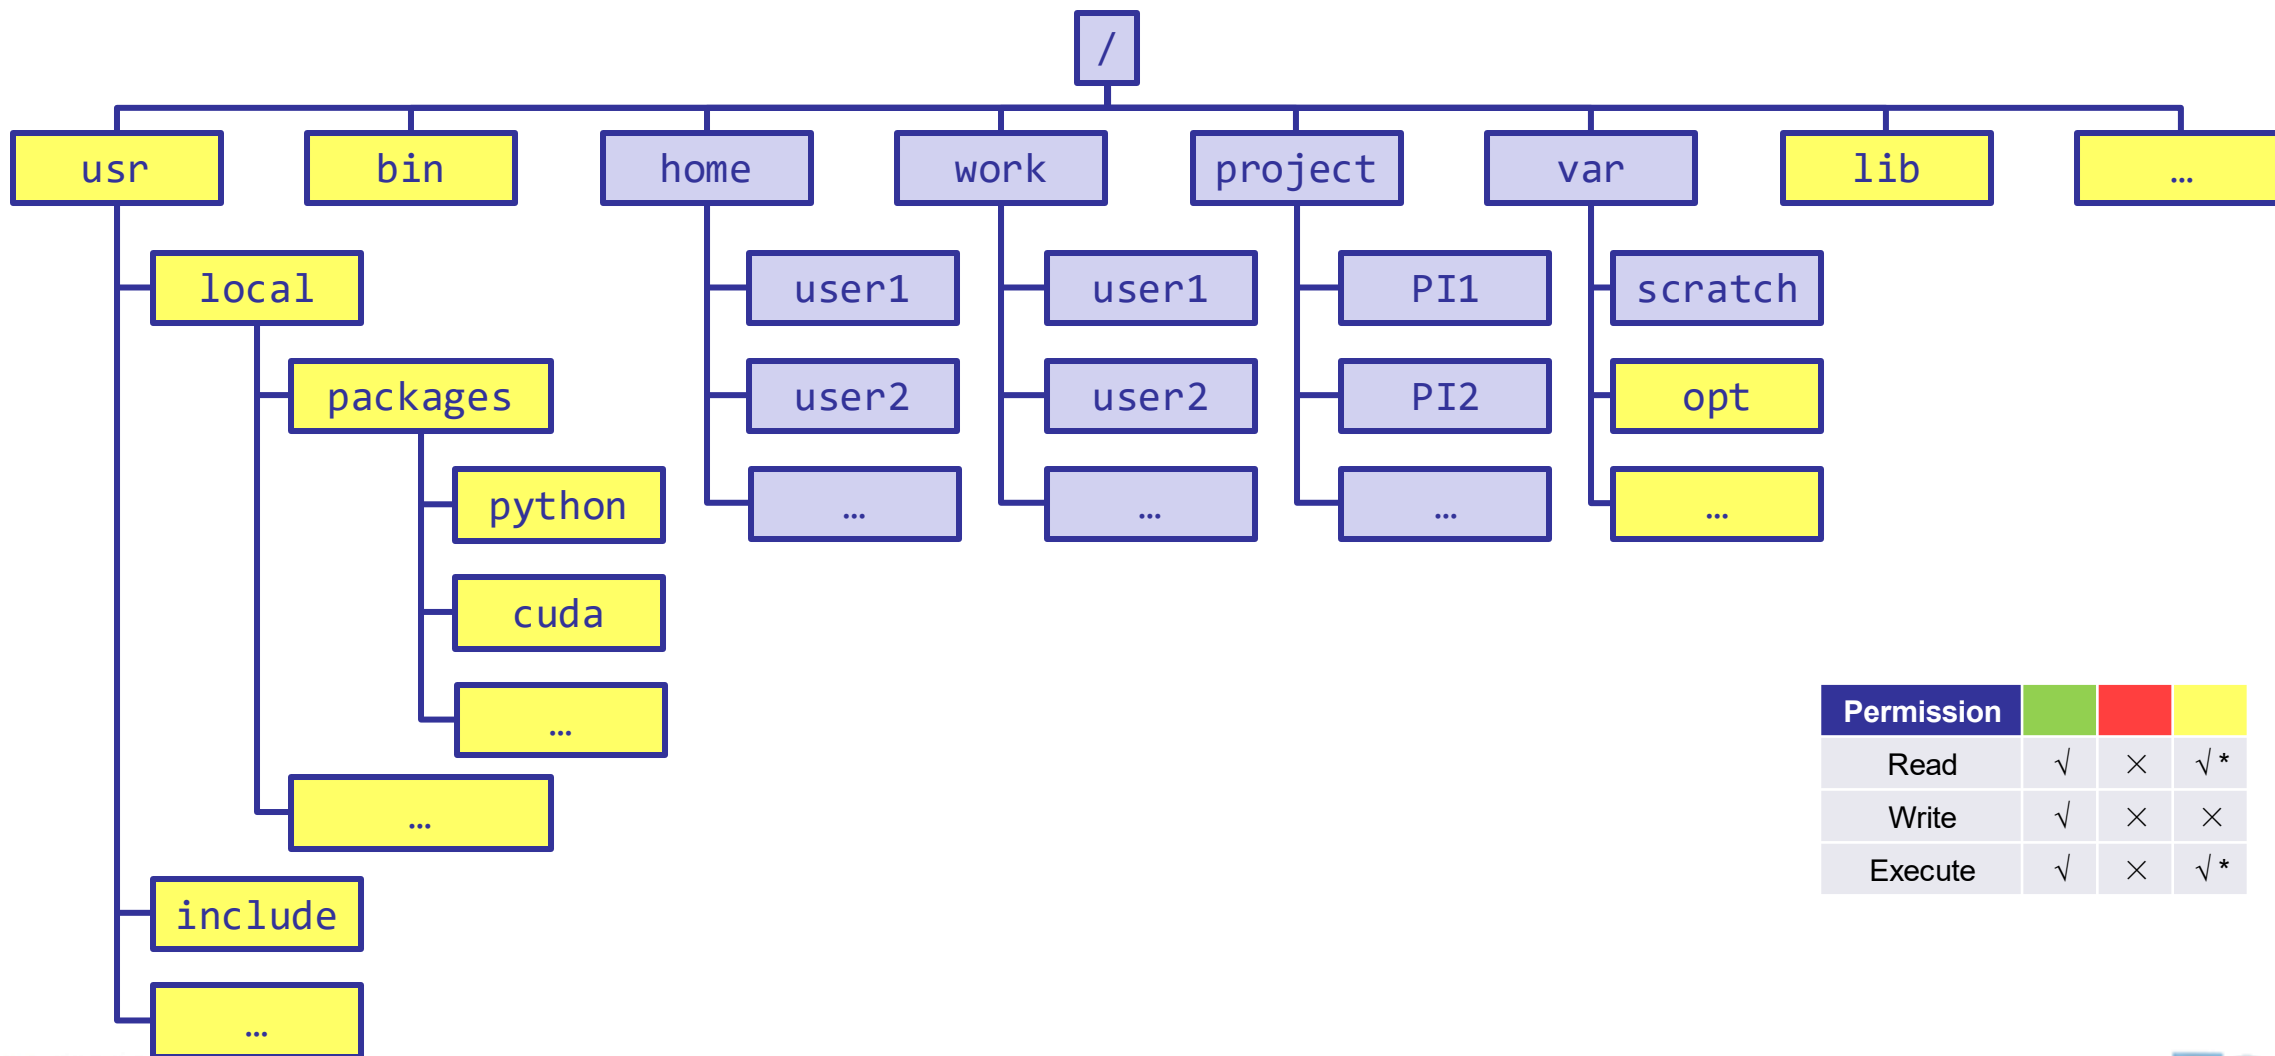 /
usr bin home work project var lib …
local user1 user1 PI1 scratch
packages user2 user2 PI2 opt
python … … … …
cuda
…
…
include
…
Permission
Read √ × √ *
Write √ × ×
Execute √ × √ *